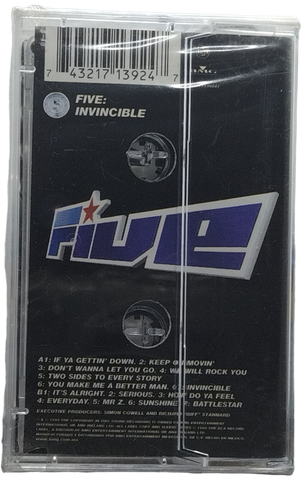 7 43217 13924 7
BMG
FIVE:
INVINCIBLE
five
A1: IF YA GETTIN' DOWN. 2: KEEP ON MOVIN'
3: DON'T WANNA LET YOU GO. 4: WE WILL ROCK YOU
5: TWO SIDES TO EVERY STORY
6: YOU MAKE ME A BETTER MAN. 6: INVINCIBLE
B1: IT'S ALRIGHT. 2: SERIOUS. 3: HOW DO YA FEEL
4: EVERYDAY. 5: MR Z. 6: SUNSHINE. 7: BATTLESTAR
EXECUTIVE PRODUCERS: SIMON COWELL AND RICHARD "BIFF" STANNARD